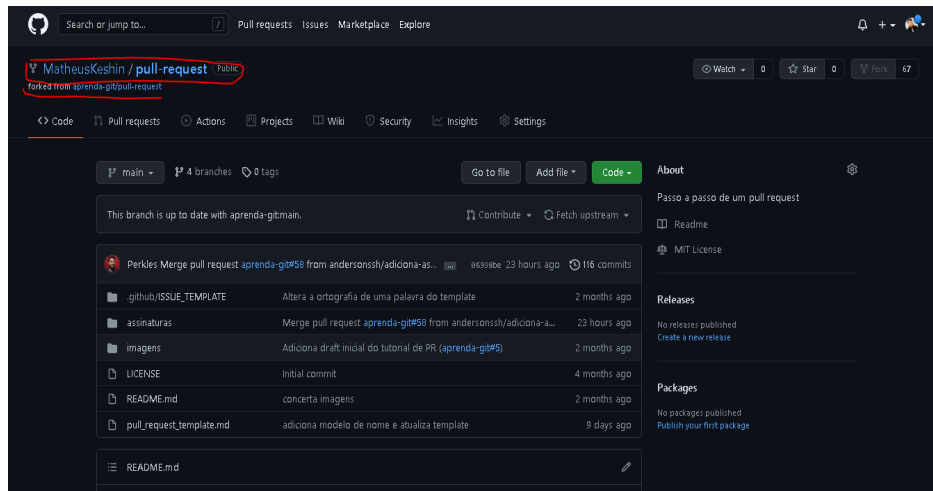 Search or jump to... / Pull requests Issues Marketplace Explore
MatheusKeshin / pull-request Public
Watch 0 Star 0 Fork 67
forked from aprenda-git/pull-request
<> Code Pull requests Actions Projects Wiki Security Insights Settings
main 4 branches 0 tags Go to file Add file Code
About
Passo a passo de um pull request
Readme
MIT License
This branch is up to date with aprenda-git:main. Contribute Fetch upstream
Perkles Merge pull request aprenda-git#58 from andersonssh/adiciona-as... ... 23 hours ago 116 commits
.github/ISSUE_TEMPLATE Altera a ortografia de uma palavra do template 2 months ago
assinaturas Merge pull request aprenda-git#58 from andersonssh/adiciona-a... 23 hours ago
imagens Adiciona draft inicial do tutorial de PR (aprenda-git#5) 2 months ago
LICENSE Initial commit 4 months ago
README.md concerta imagens 2 months ago
pull_request_template.md adiciona modelo de nome e atualiza template 9 days ago
README.md
Releases
No releases published
Create a new release
Packages
No packages published
Publish your first package